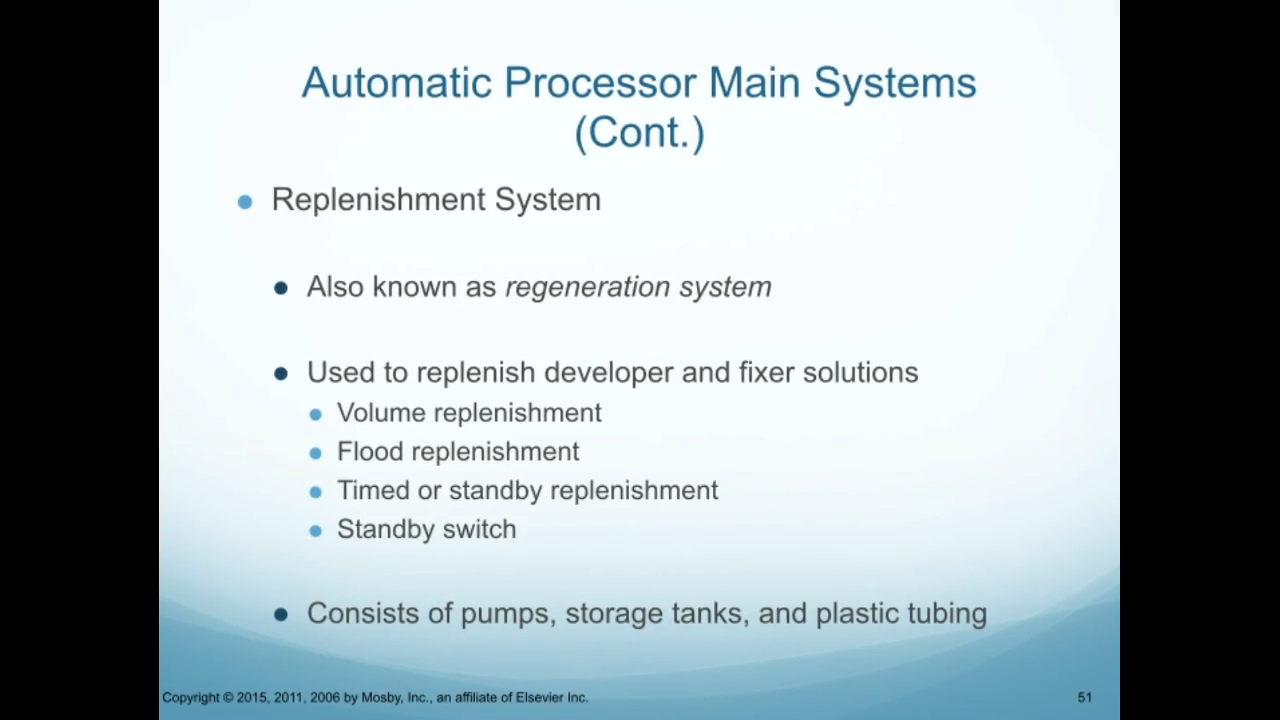 Automatic Processor Main Systems
(Cont.)
Replenishment System
Also known as regeneration system
Used to replenish developer and fixer solutions
Volume replenishment
Flood replenishment
Timed or standby replenishment
Standby switch
Consists of pumps, storage tanks, and plastic tubing
Copyright © 2015, 2011, 2006 by Mosby, Inc., an affiliate of Elsevier Inc.
51